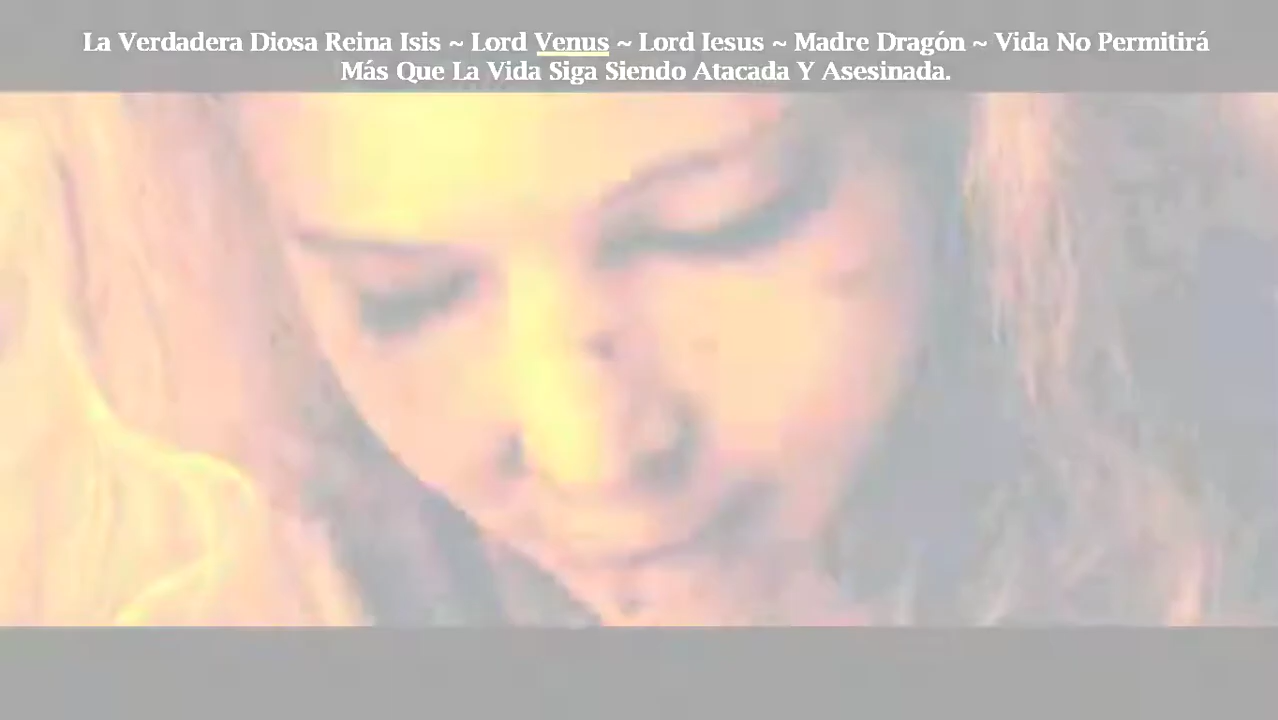 La Verdadera Diosa Reina Isis ~ Lord Venus ~ Lord Iesus ~ Madre Dragón ~ Vida No Permitirá
Más Que La Vida Siga Siendo Atacada Y Asesinada.